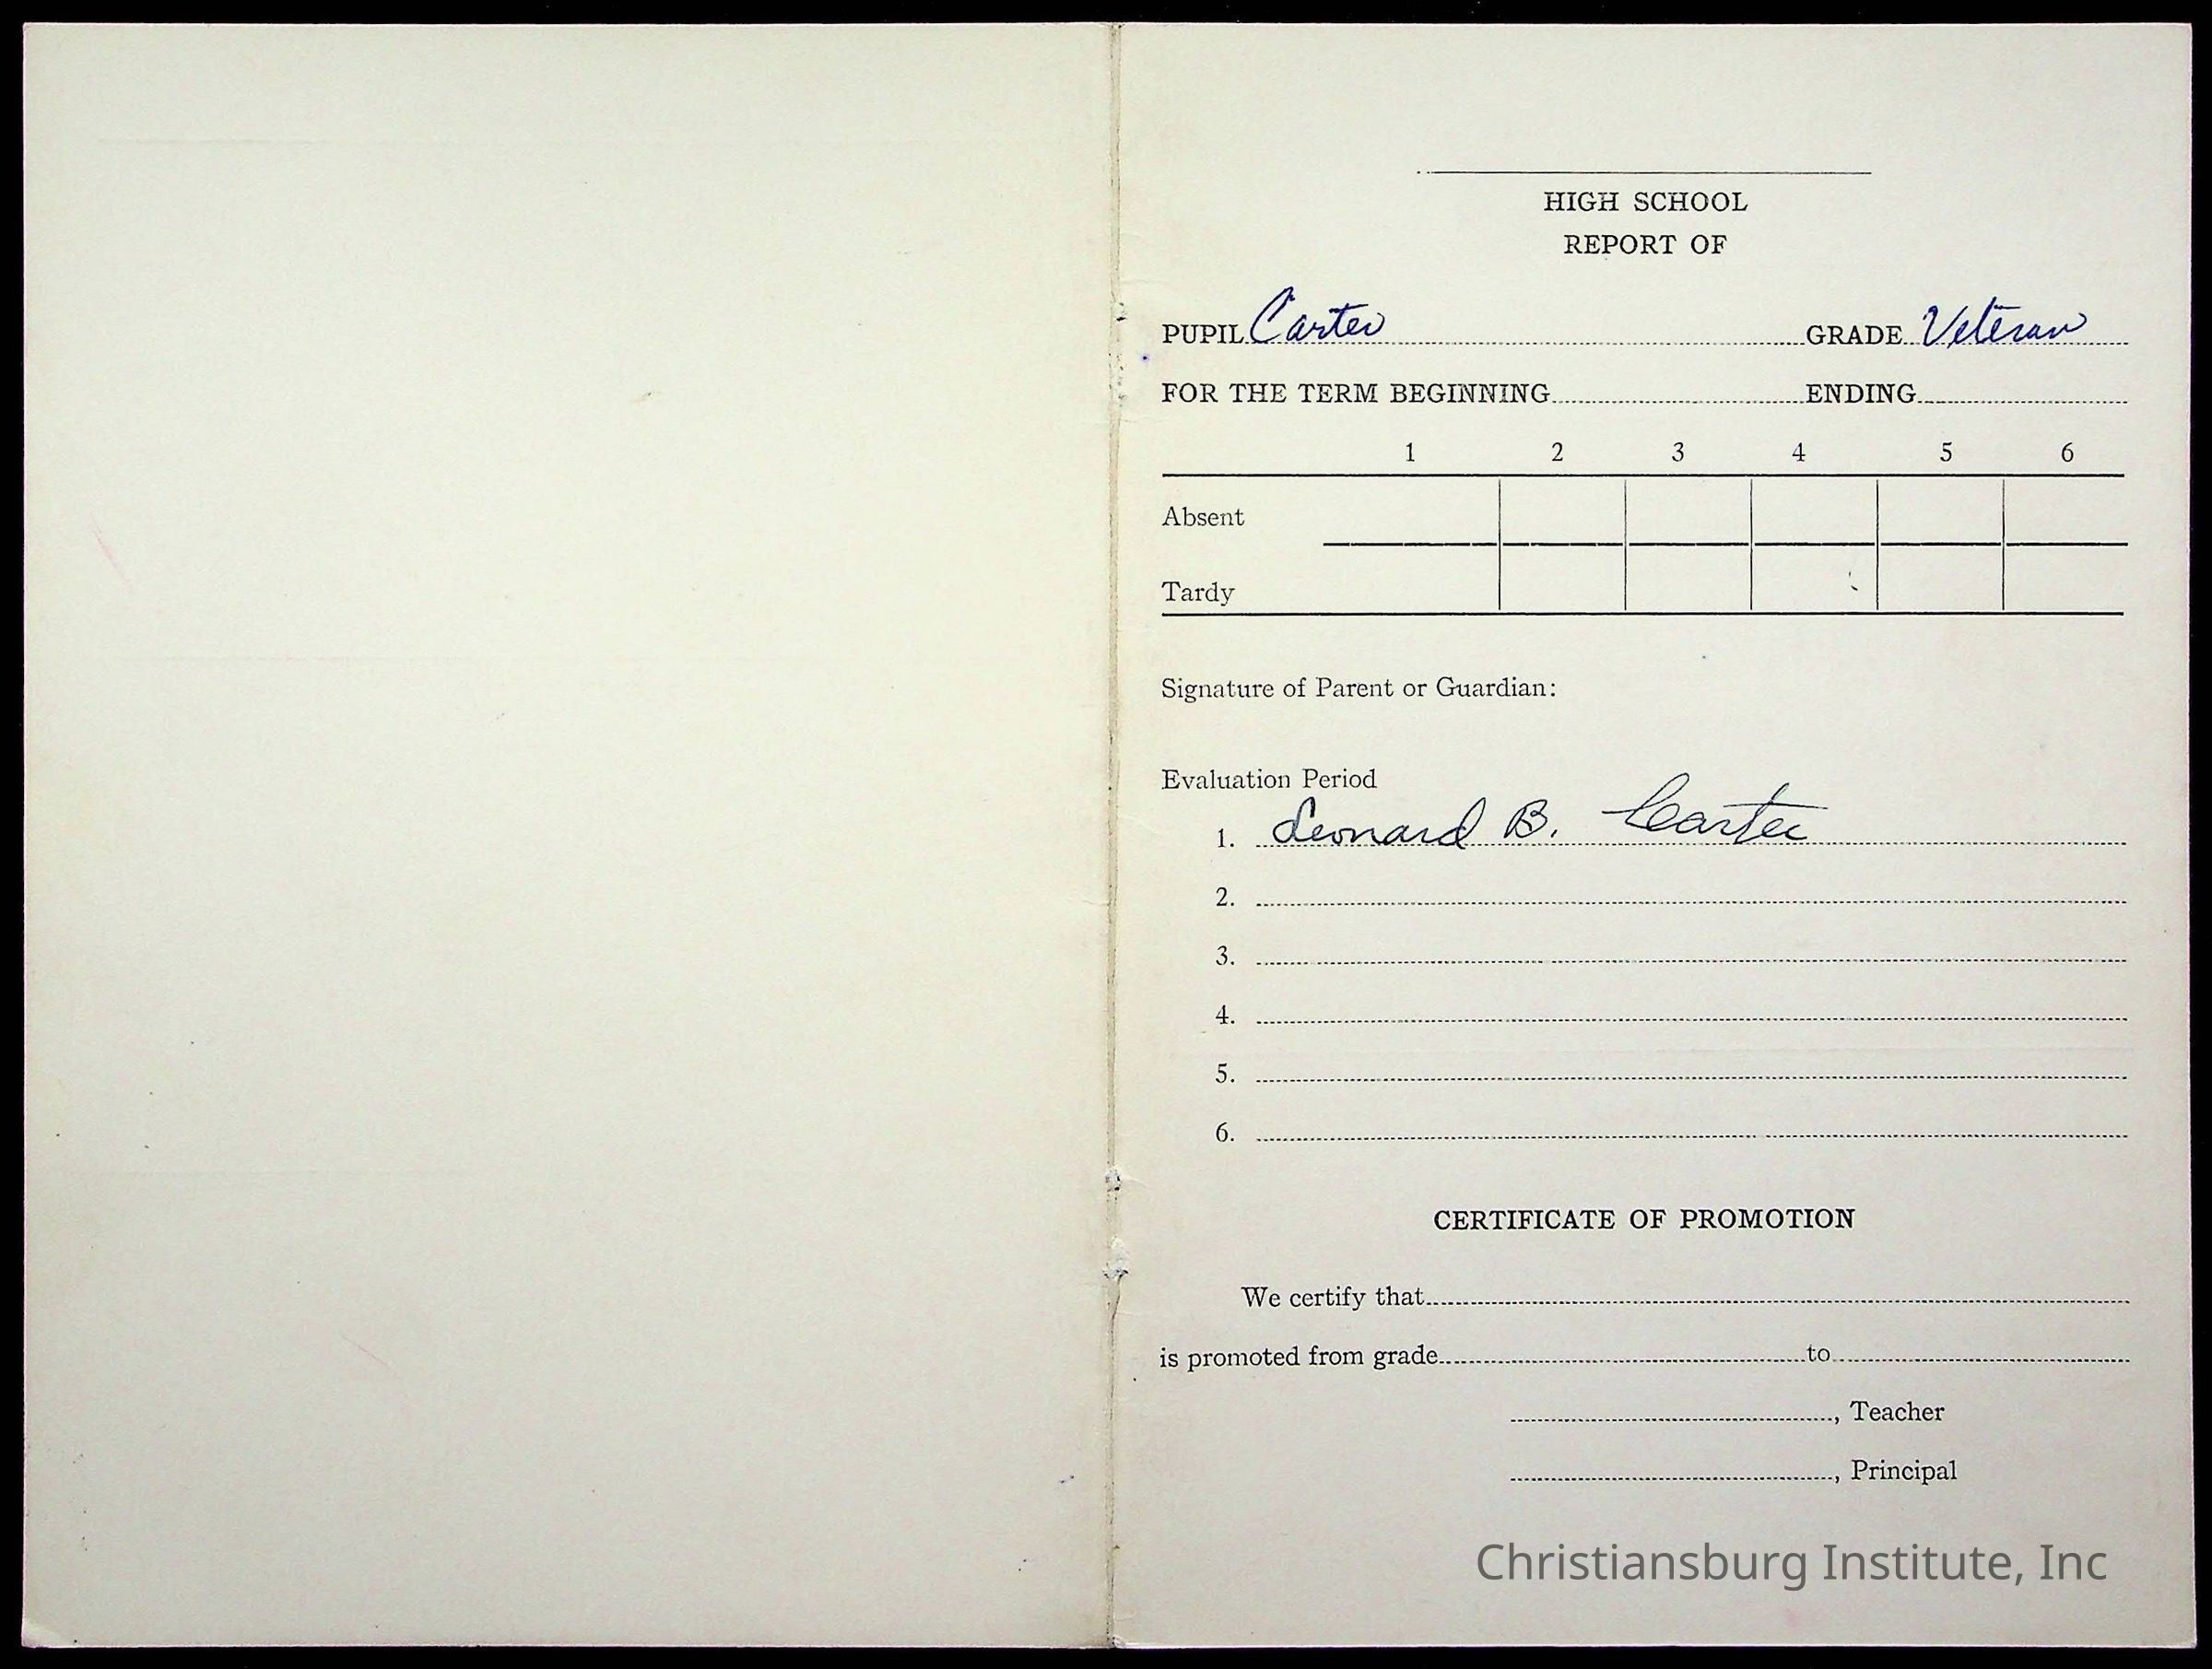 HIGH SCHOOL
REPORT OF
PUPIL Carter GRADE Veteran
FOR THE TERM BEGINNING ENDING
1 2 3 4 5 6
Absent
Tardy
Signature of Parent or Guardian:
Evaluation Period
1. Leonard B. Carter
2.
3.
4.
5.
6.
CERTIFICATE OF PROMOTION
We certify that
is promoted from grade to
, Teacher
, Principal
Christiansburg Institute, Inc